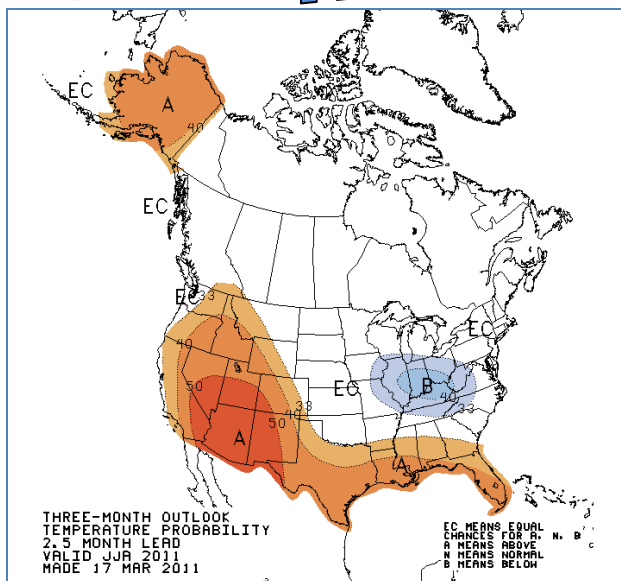 EC
A
40
EC
EC
33
40
EC
EC
B
40
33
50
33
40
50
A
A
THREE-MONTH OUTLOOK
TEMPERATURE PROBABILITY
2.5 MONTH LEAD
VALID JJA 2011
MADE 17 MAR 2011
EC MEANS EQUAL
CHANCES FOR A, N, B
A MEANS ABOVE
N MEANS NORMAL
B MEANS BELOW